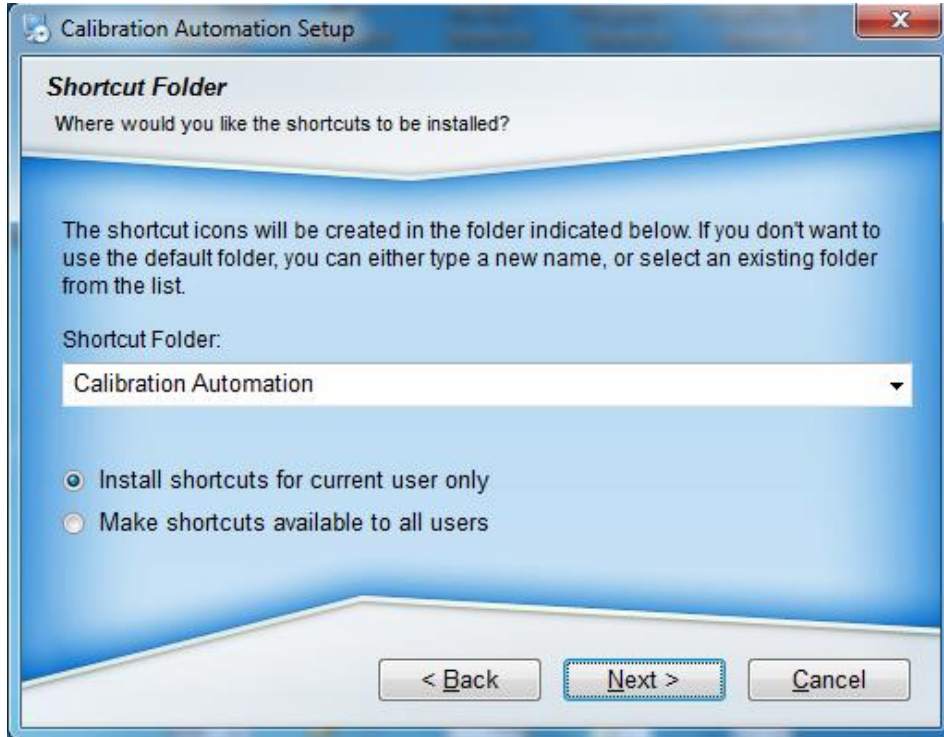 Calibration Automation Setup
Shortcut Folder
Where would you like the shortcuts to be installed?
The shortcut icons will be created in the folder indicated below. If you don't want to
use the default folder, you can either type a new name, or select an existing folder
from the list.
Shortcut Folder:
Calibration Automation
Install shortcuts for current user only
Make shortcuts available to all users
< Back
Next >
Cancel